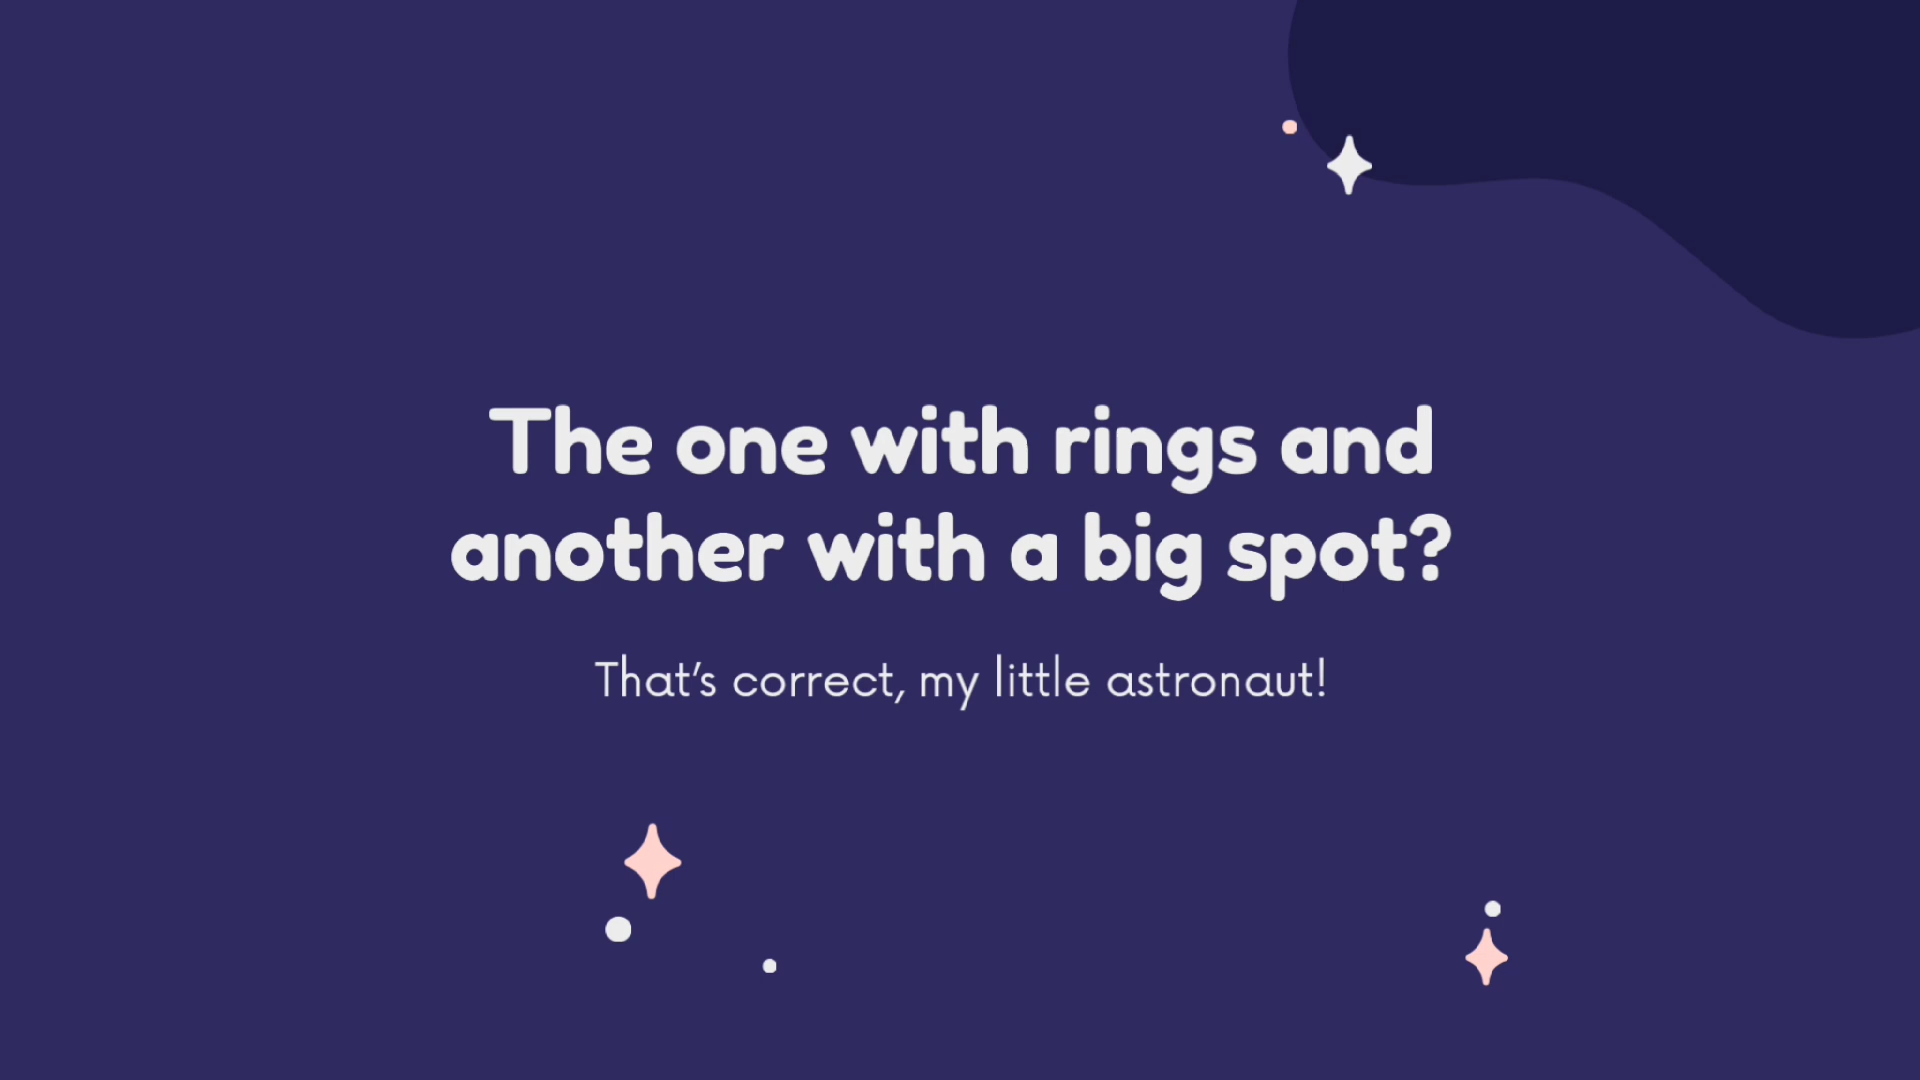 The one with rings and
another with a big spot?
That's correct, my little astronaut!